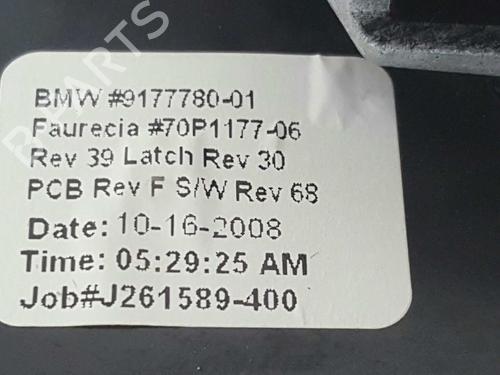 BMW #9177780-01
Faurecia #70P1177-06
Rev 39 Latch Rev 30
PCB Rev F S/W Rev 68
Date: 10-16-2008
Time: 05:29:25 AM
Job#J261589-400
PARTS